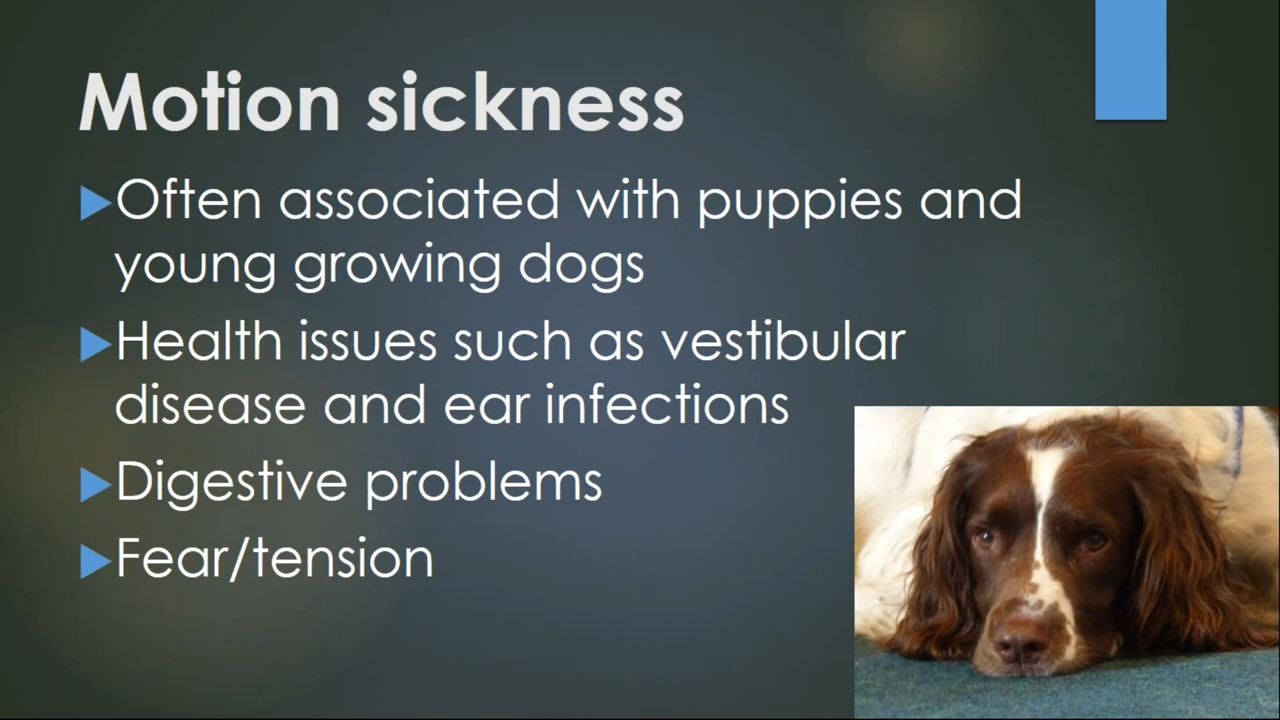 Motion sickness
Often associated with puppies and
young growing dogs
Health issues such as vestibular
disease and ear infections
Digestive problems
Fear/tension